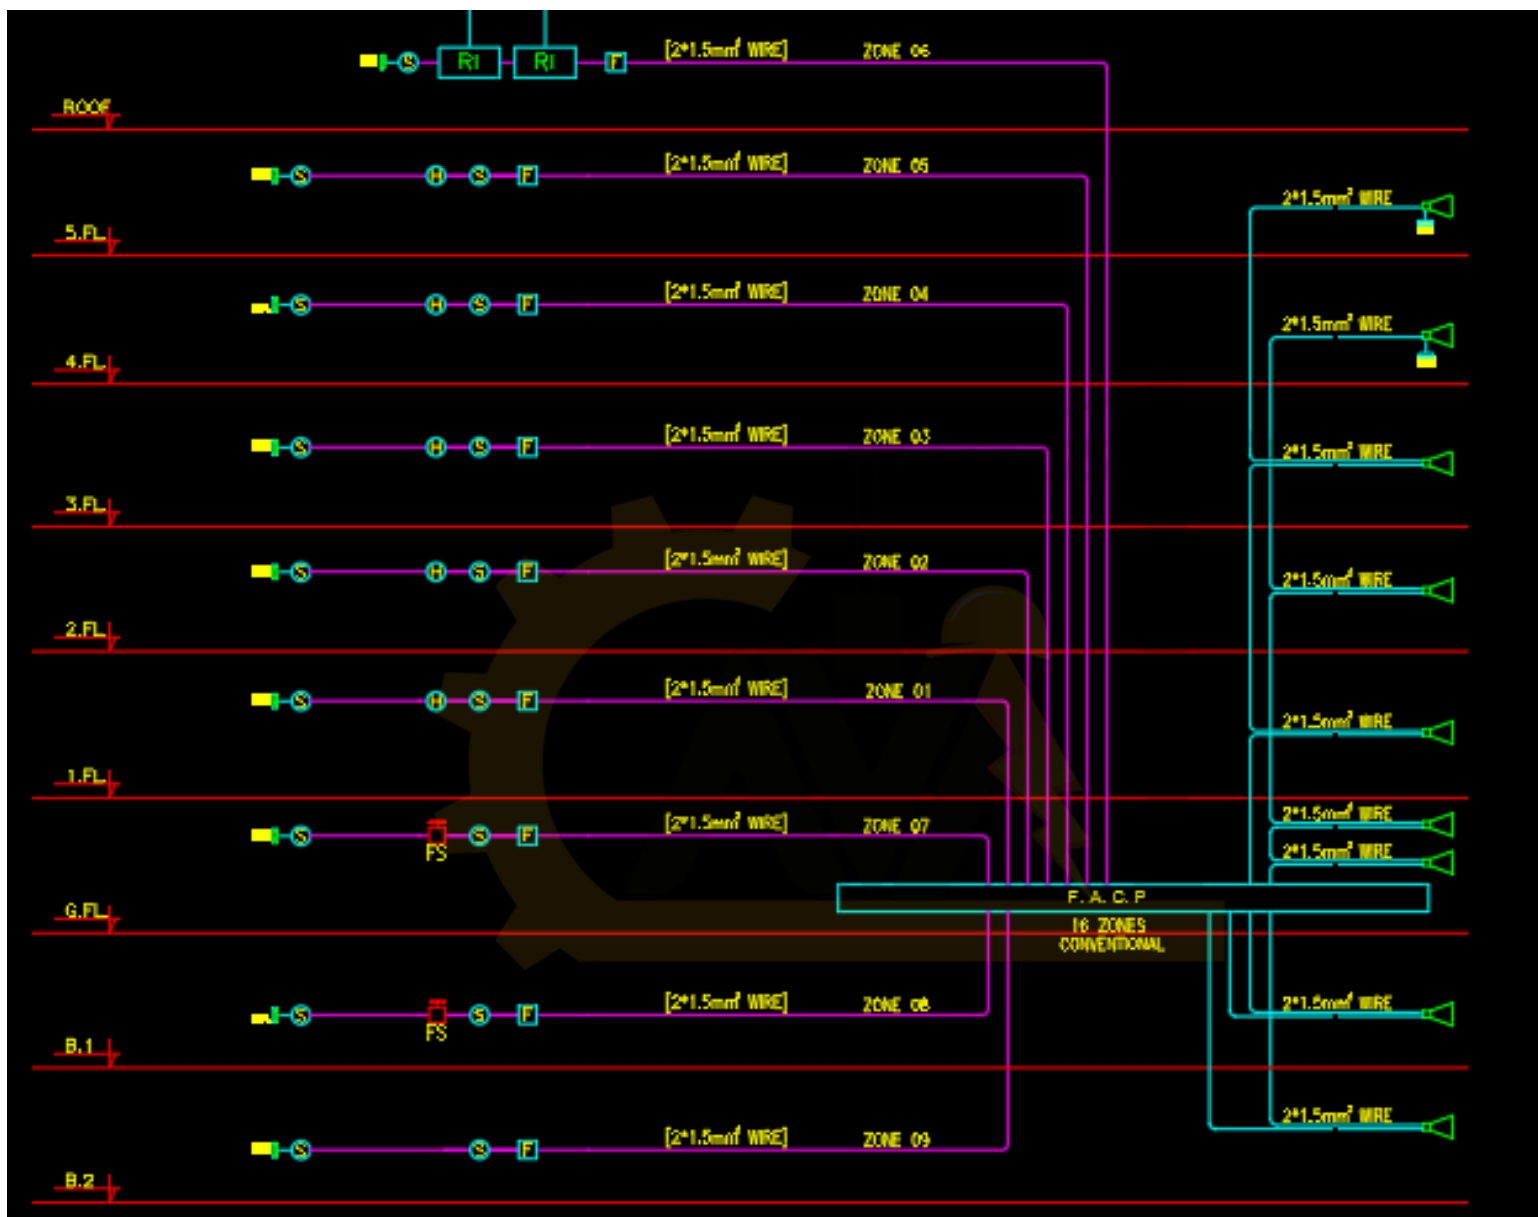 [2*1.5mm² WIRE] ZONE 06
S RI RI F
ROOF
[2*1.5mm² WIRE] ZONE 05
S H S F
2*1.5mm² WIRE
5.FL.
[2*1.5mm² WIRE] ZONE 04
S H S F
2*1.5mm² WIRE
4.FL.
[2*1.5mm² WIRE] ZONE 03
S H S F
2*1.5mm² WIRE
3.FL.
[2*1.5mm² WIRE] ZONE 02
S H S F
2*1.5mm² WIRE
2.FL.
[2*1.5mm² WIRE] ZONE 01
S H S F
2*1.5mm² WIRE
1.FL.
[2*1.5mm² WIRE] ZONE 07
2*1.5mm² WIRE
S S F
FS
2*1.5mm² WIRE
F.A.C.P
G.FL.
16 ZONES
CONVENTIONAL
[2*1.5mm² WIRE] ZONE 08
2*1.5mm² WIRE
S S F
FS
B.1
2*1.5mm² WIRE
[2*1.5mm² WIRE] ZONE 09
S S F
B.2